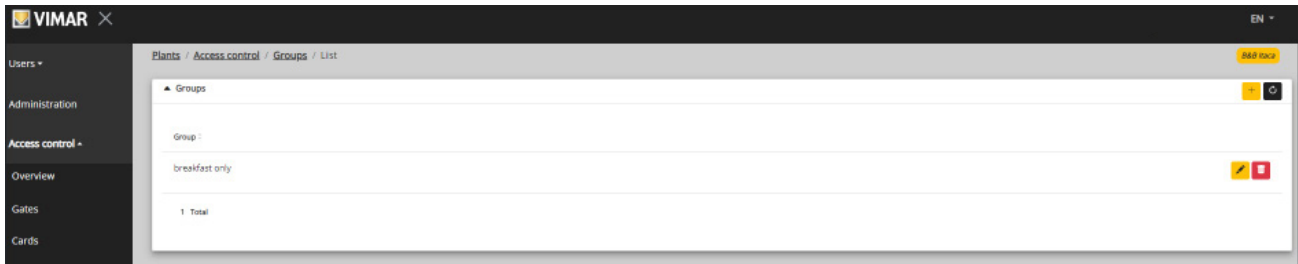 VIMAR
EN
Users
Plants / Access control / Groups / List
B&B Itaca
Groups
Administration
Group
Access control
breakfast only
Overview
Gates
1 Total
Cards